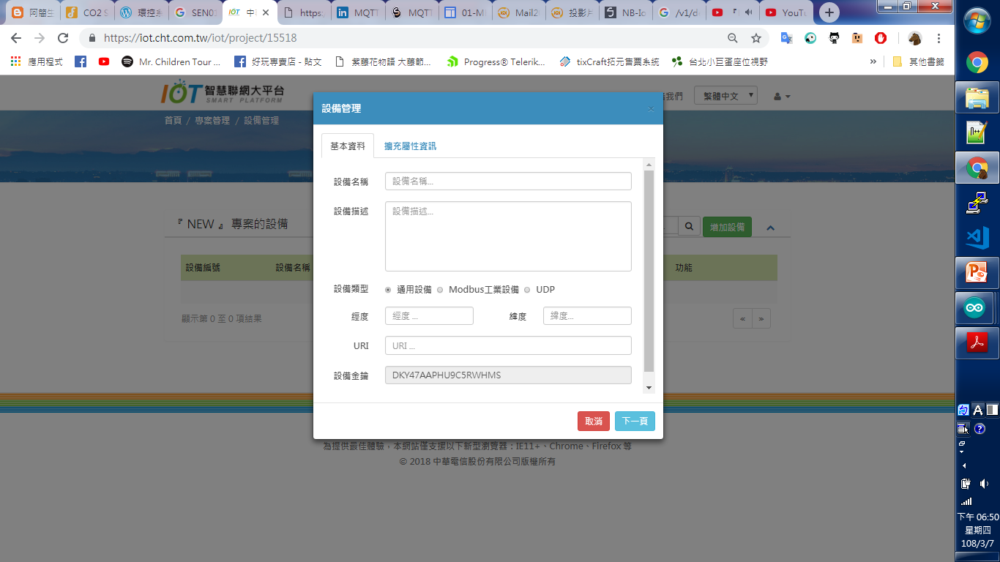 阿簡生
CO2 S
環控系
SEN0
中華
https:
MQTT
MQTT
01-MI
Mail2
投影片
NB-Io
/v1/de
『
YouTu
https://iot.cht.com.tw/iot/project/15518
應用程式
Mr. Children Tour ...
好玩專賣店 - 貼文
紫藤花物語 大藤節...
Progress® Telerik...
tixCraft拓元售票系統
台北小巨蛋座位視野
»
其他書籤
IOT 智慧聯網大平台
SMART PLATFORM
我們
繁體中文
首頁 / 專案管理 / 設備管理
設備管理
×
基本資料
擴充屬性資訊
設備名稱
設備名稱...
設備描述
設備描述...
設備類型
通用設備
Modbus工業設備
UDP
經度
經度 ...
緯度
緯度...
URI
URI ...
設備金鑰
DKY47AAPHU9C5RWHMS
取消
下一頁
『 NEW 』 專案的設備
增加設備
設備編號
設備名稱
功能
顯示第 0 至 0 項結果
«
»
為提供最佳體驗，本網站僅支援以下新型瀏覽器：IE11+、Chrome、Firefox 等
© 2018 中華電信股份有限公司版權所有
下午 06:50
星期四
108/3/7